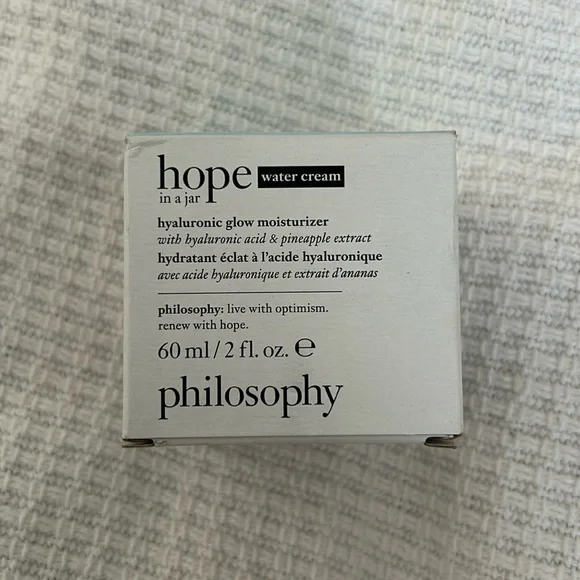 hope water cream
in a jar
hyaluronic glow moisturizer
with hyaluronic acid & pineapple extract
hydratant éclat à l'acide hyaluronique
avec acide hyaluronique et extrait d'ananas
philosophy: live with optimism.
renew with hope.
60 ml / 2 fl. oz. ℮
philosophy